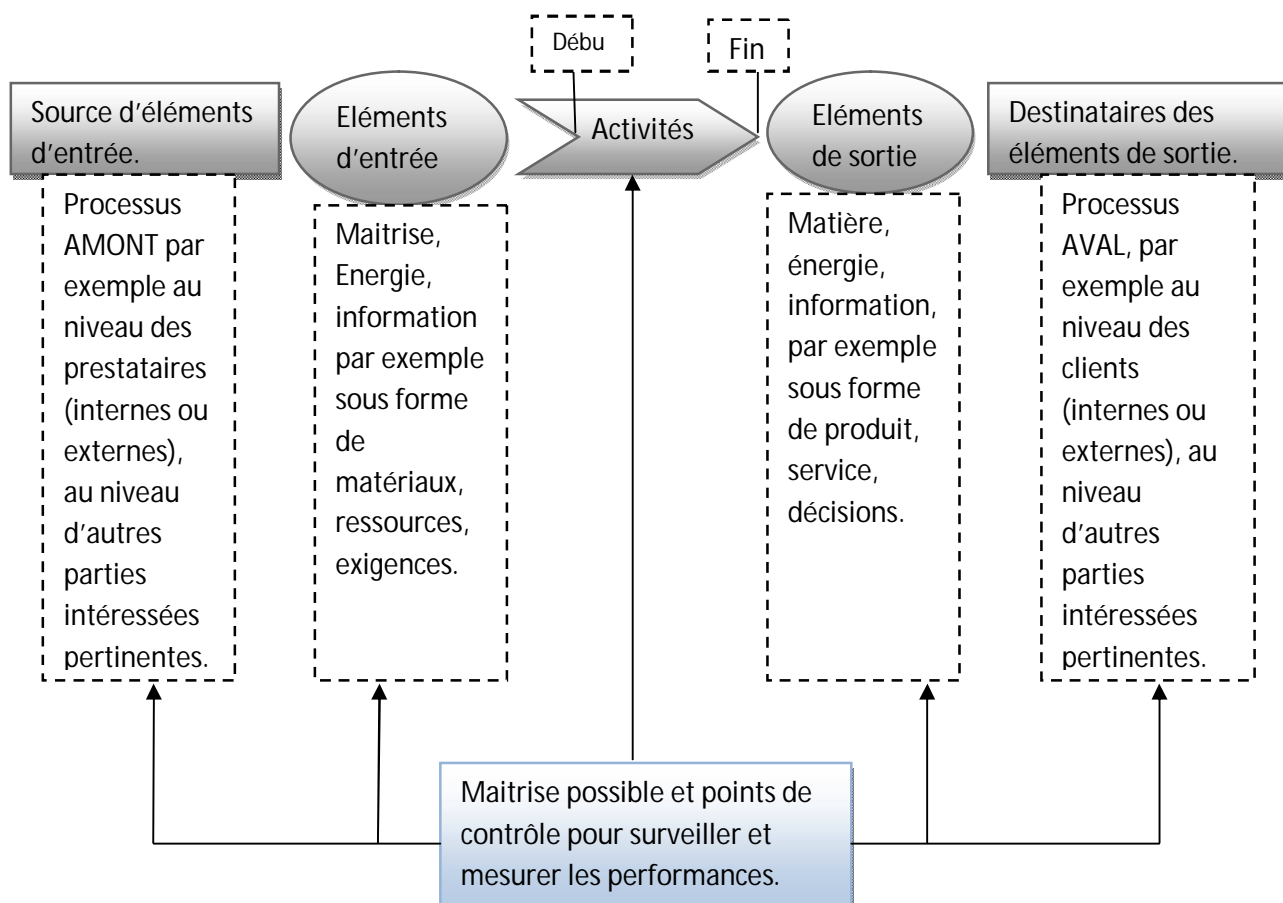 Débu
Fin
Source d'éléments
d'entrée.
Eléments
d'entrée
Activités
Eléments
de sortie
Destinataires des
éléments de sortie.
Processus
AMONT par
exemple au
niveau des
prestataires
(internes ou
externes),
au niveau
d'autres
parties
intéressées
pertinentes.
Maitrise,
Energie,
information
par exemple
sous forme
de
matériaux,
ressources,
exigences.
Matière,
énergie,
information,
par exemple
sous forme
de produit,
service,
décisions.
Processus
AVAL, par
exemple au
niveau des
clients
(internes ou
externes), au
niveau
d'autres
parties
intéressées
pertinentes.
Maitrise possible et points de
contrôle pour surveiller et
mesurer les performances.